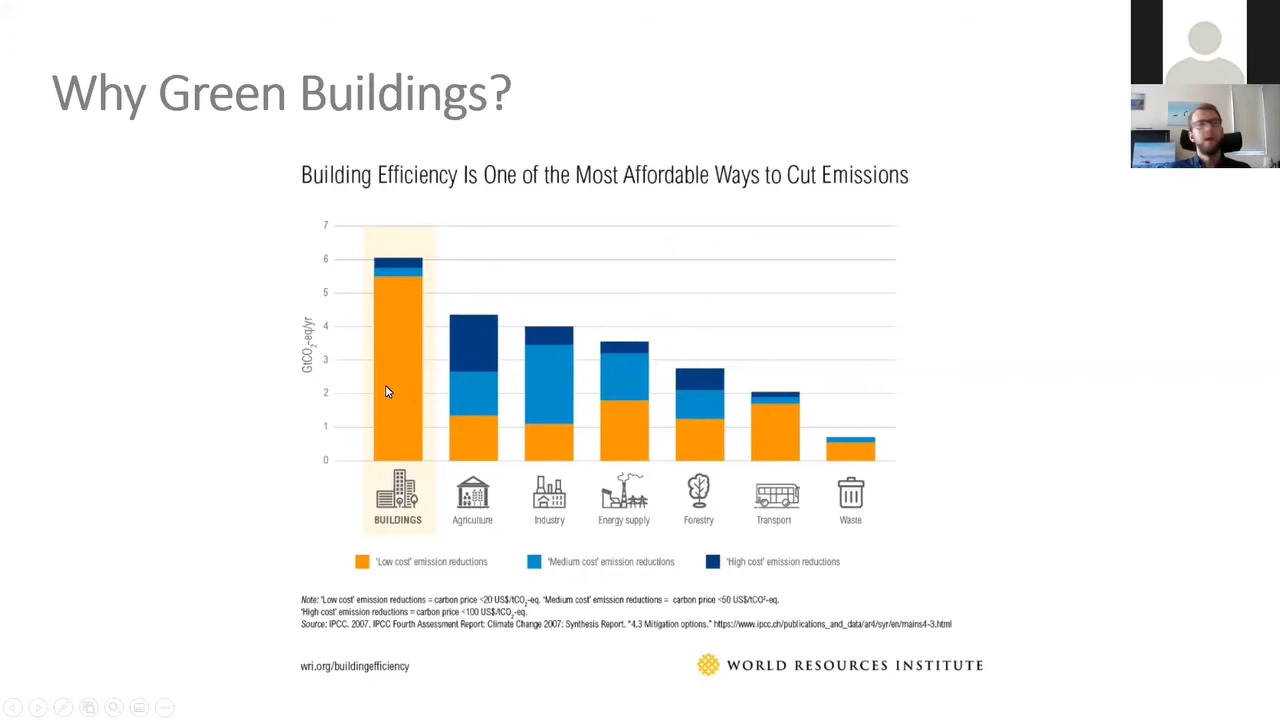 Why Green Buildings?
Building Efficiency Is One of the Most Affordable Ways to Cut Emissions
7
6
5
4
3
2
1
0
GtCO2-eq/yr
BUILDINGS
Agriculture
Industry
Energy supply
Forestry
Transport
Waste
'Low cost' emission reductions
'Medium cost' emission reductions
'High cost' emission reductions
Note: 'Low cost' emission reductions = carbon price <20 US$/tCO2-eq. 'Medium cost' emission reductions = carbon price <50 US$/tCO²-eq.
'High cost' emission reductions = carbon price <100 US$/tCO2-eq.
Source: IPCC. 2007. IPCC Fourth Assessment Report: Climate Change 2007: Synthesis Report. "4.3 Mitigation options." https://www.ipcc.ch/publications_and_data/ar4/syr/en/mains4-3.html
wri.org/buildingefficiency
WORLD RESOURCES INSTITUTE